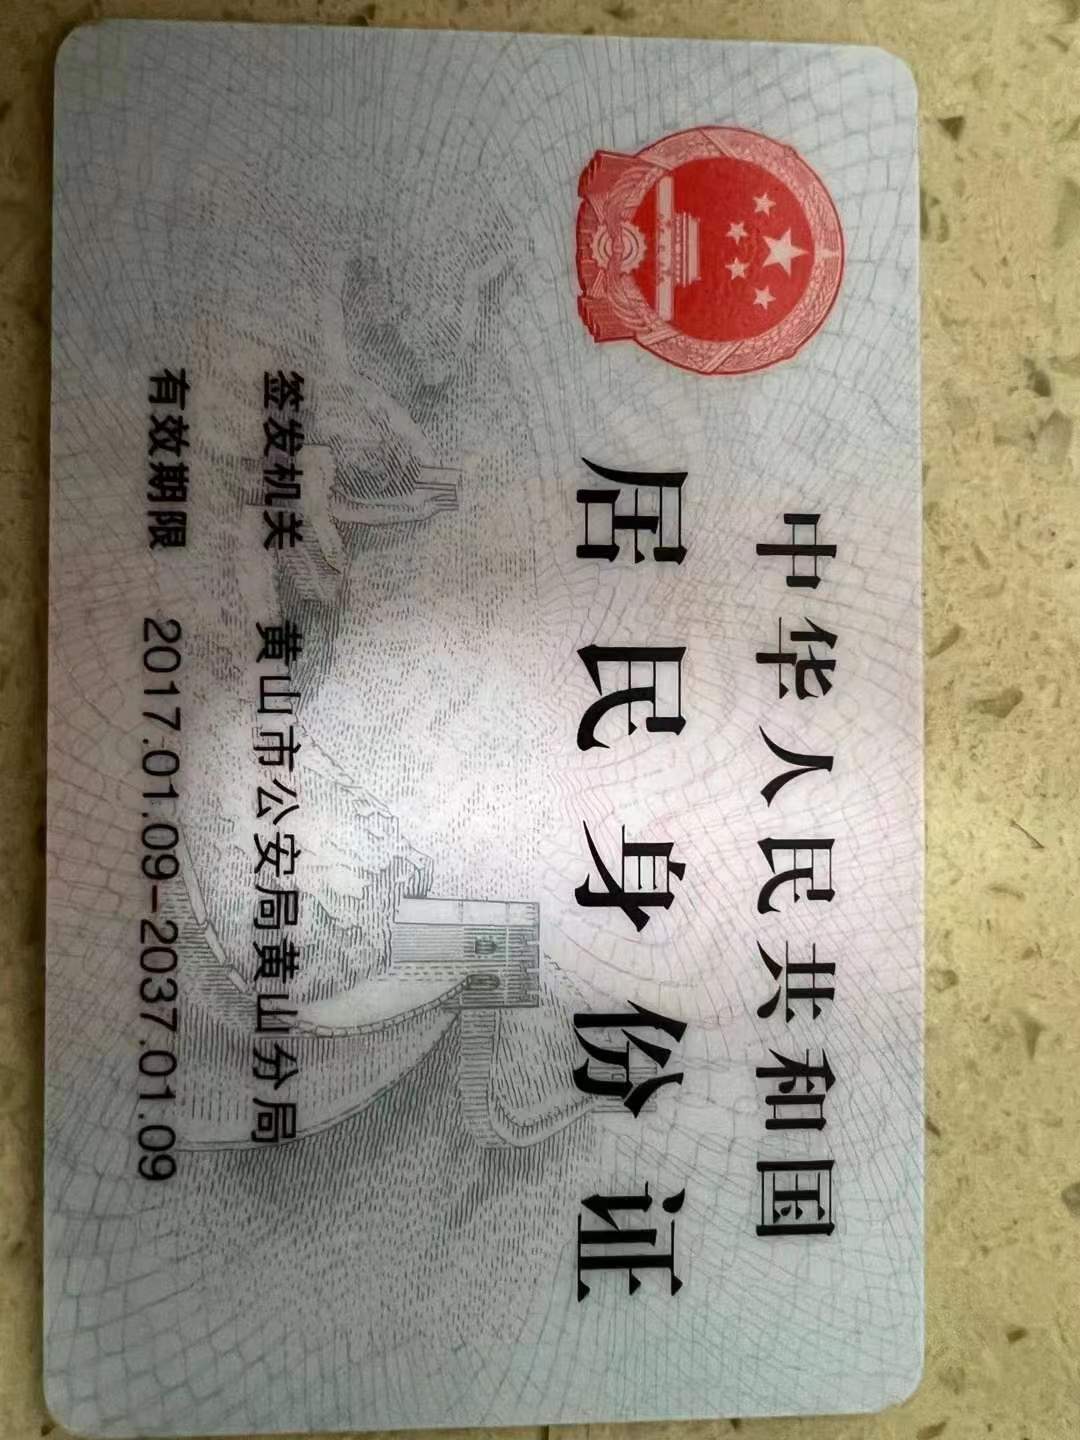 中华人民共和国
居民身份证
签发机关 黄山市公安局黄山分局
有效期限 2017.01.09-2037.01.09